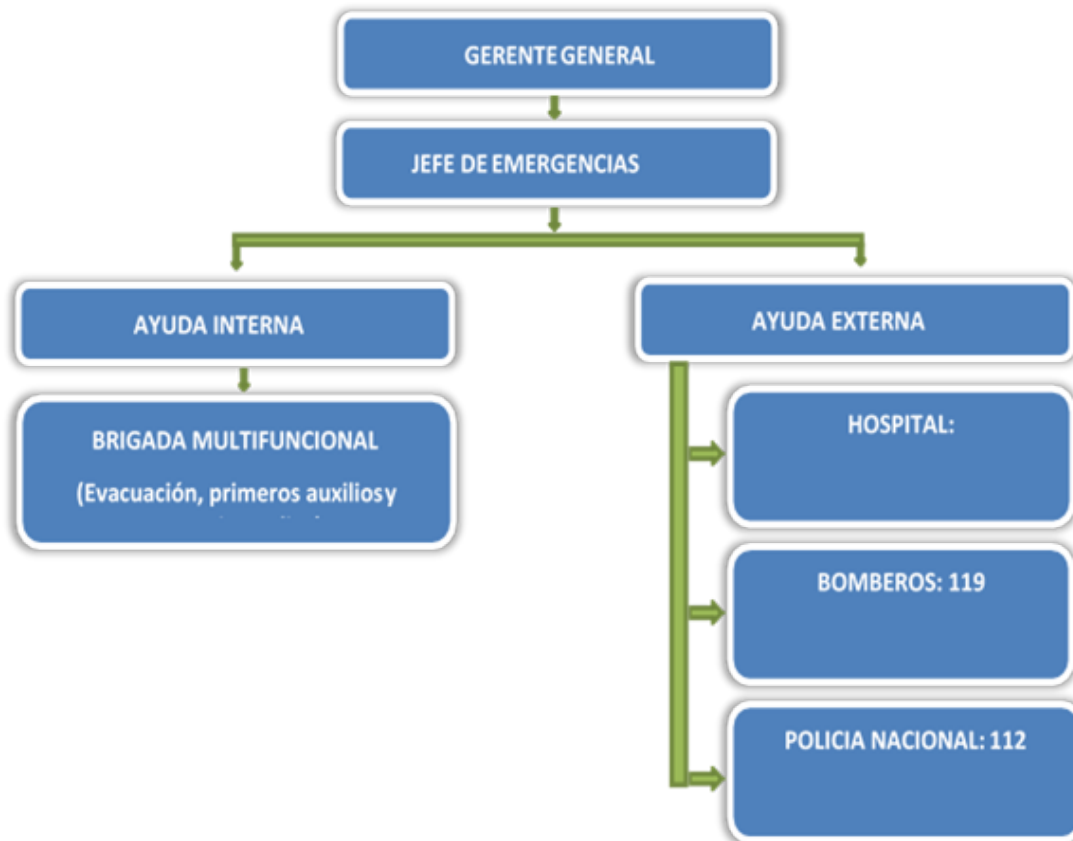 GERENTE GENERAL
JEFE DE EMERGENCIAS
AYUDA INTERNA
AYUDA EXTERNA
BRIGADA MULTIFUNCIONAL
(Evacuación, primeros auxilios y
HOSPITAL:
BOMBEROS: 119
POLICIA NACIONAL: 112